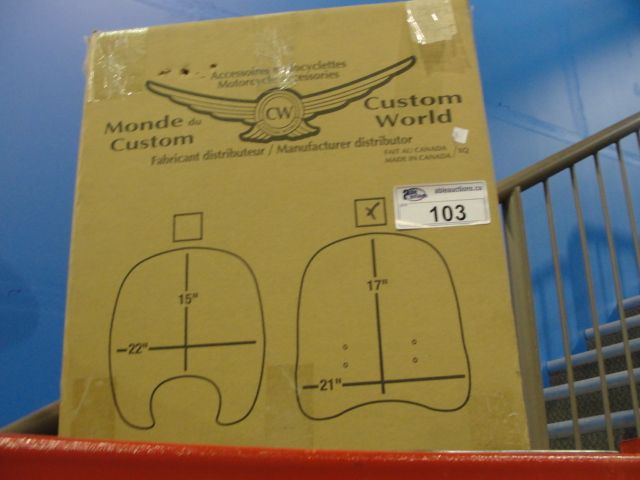 Accessoires Motocyclettes
Motorcycle Accessories
CW
Monde du
Custom
Custom
World
Fabricant distributeur / Manufacturer distributor
FAIT AU CANADA
MADE IN CANADA
ableauctions.ca
103
15"
22"
17"
21"